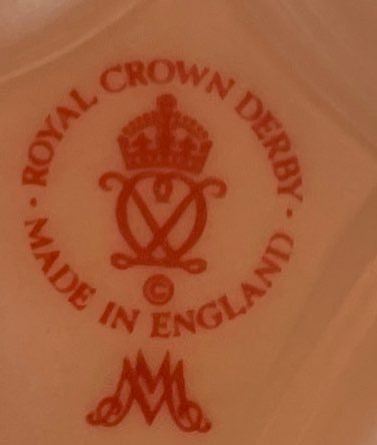 · ROYAL CROWN DERBY ·
MADE IN ENGLAND
©